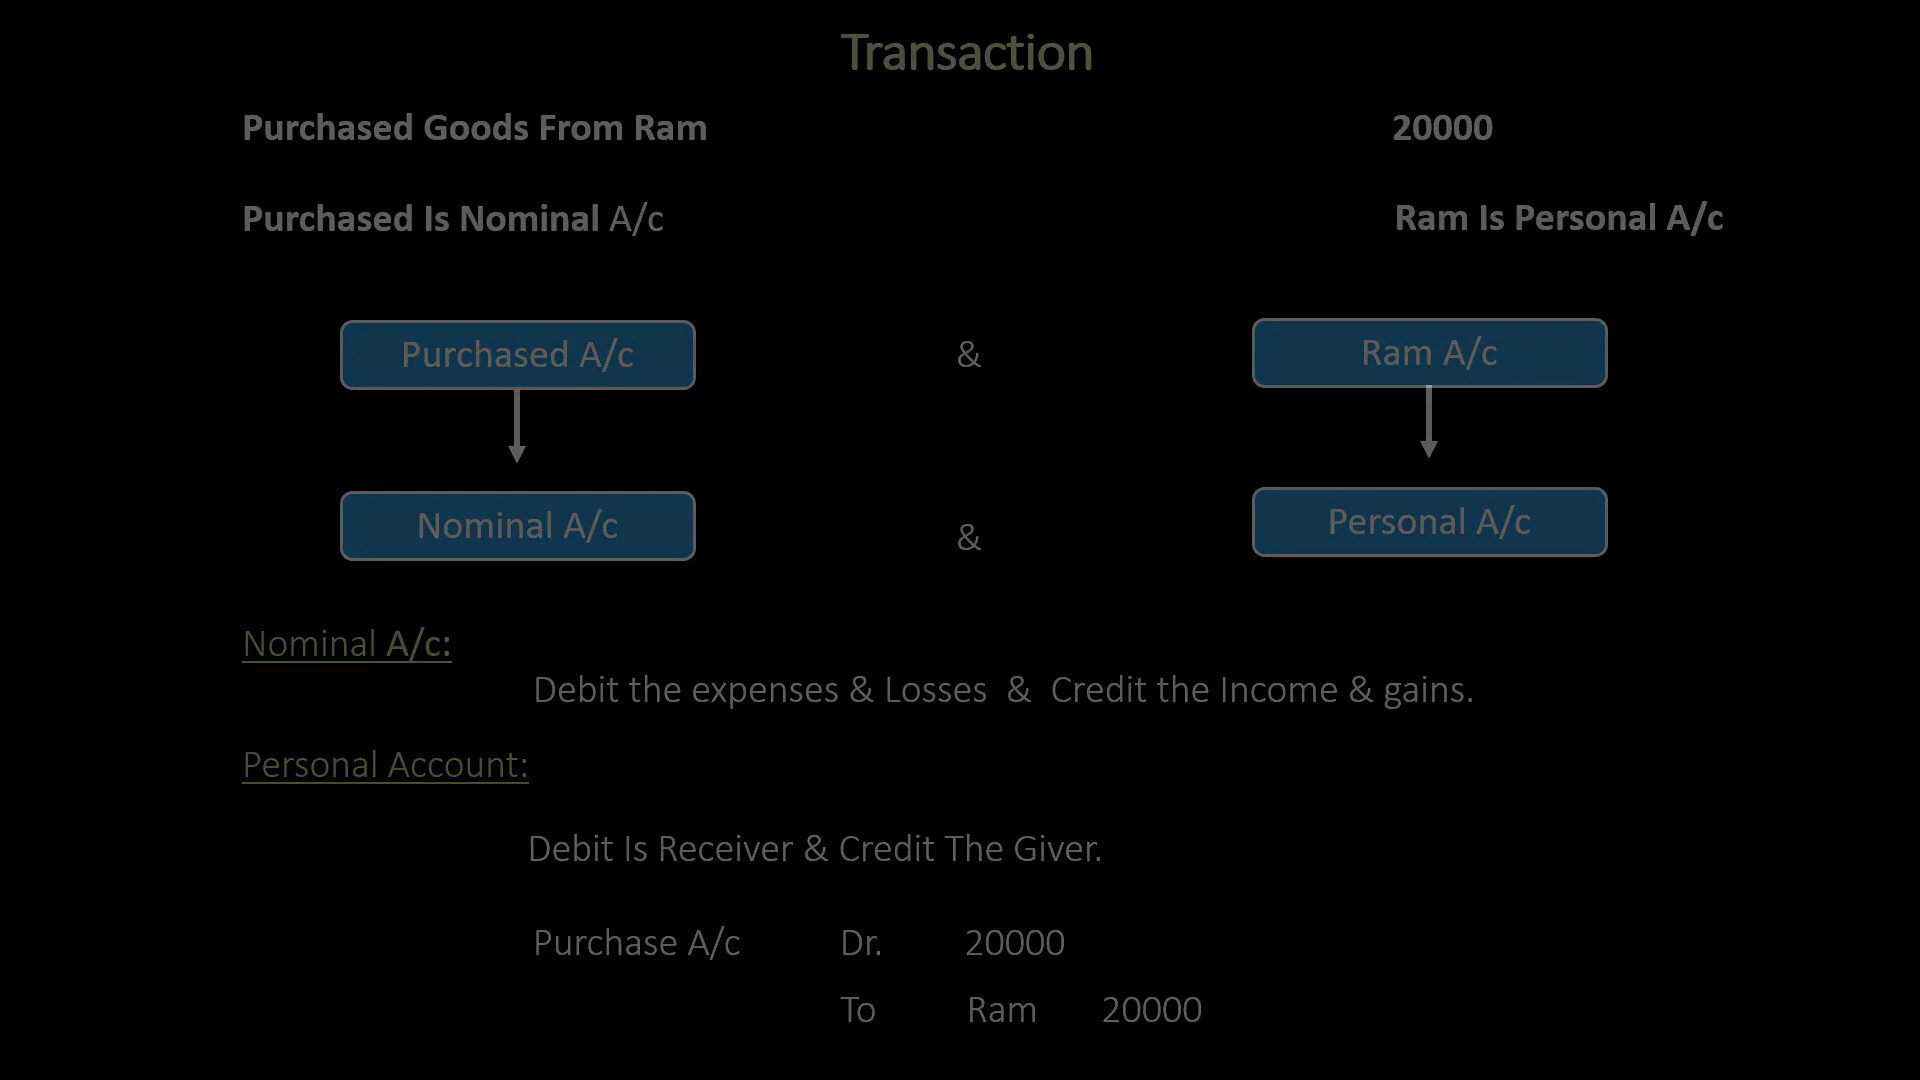 Transaction
Purchased Goods From Ram 20000
Purchased Is Nominal A/c Ram Is Personal A/c
Purchased A/c & Ram A/c
Nominal A/c & Personal A/c
Nominal A/c:
Debit the expenses & Losses & Credit the Income & gains.
Personal Account:
Debit Is Receiver & Credit The Giver.
Purchase A/c Dr. 20000
To Ram 20000